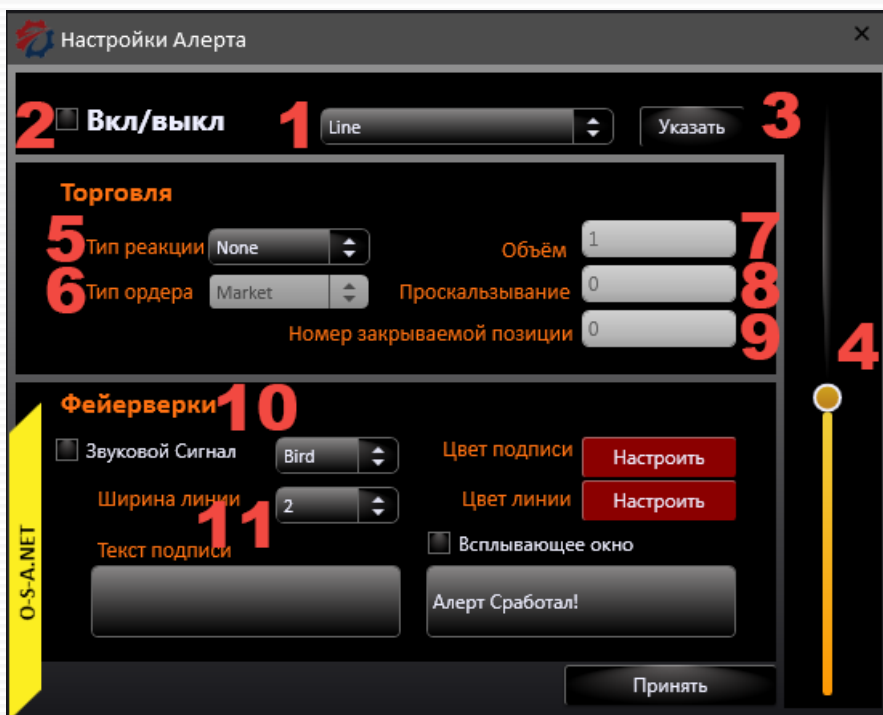 Настройки Алерта
2 Вкл/выкл 1 Line Указать 3
Торговля
5 Тип реакции None Объём 1 7
6 Тип ордера Market Проскальзывание 0 8
Номер закрываемой позиции 0 9
4
Фейерверки 10
Звуковой Сигнал Bird Цвет подписи Настроить
Ширина линии 2 Цвет линии Настроить
11
Текст подписи Всплывающее окно
Алерт Сработал!
O-S-A.NET
Принять